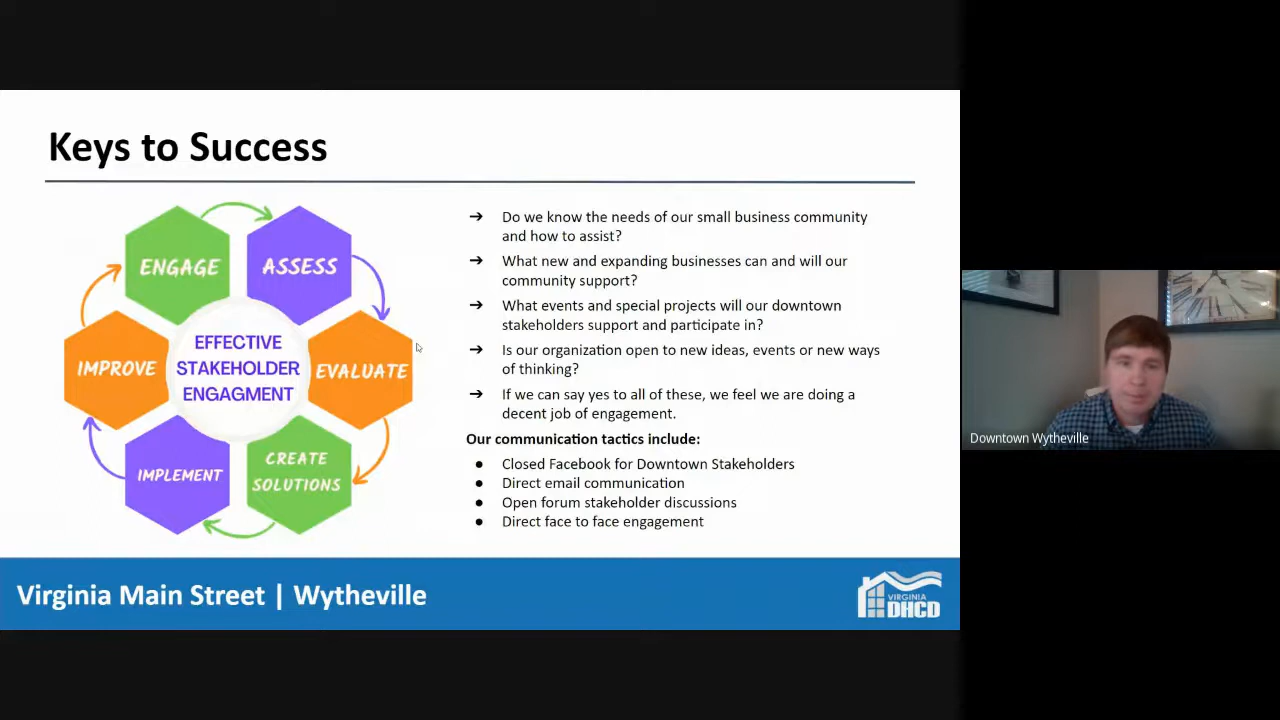 Keys to Success
ENGAGE
ASSESS
IMPROVE
EFFECTIVE
STAKEHOLDER
ENGAGMENT
EVALUATE
IMPLEMENT
CREATE
SOLUTIONS
➔ Do we know the needs of our small business community
and how to assist?
➔ What new and expanding businesses can and will our
community support?
➔ What events and special projects will our downtown
stakeholders support and participate in?
➔ Is our organization open to new ideas, events or new ways
of thinking?
➔ If we can say yes to all of these, we feel we are doing a
decent job of engagement.
Our communication tactics include:
● Closed Facebook for Downtown Stakeholders
● Direct email communication
● Open forum stakeholder discussions
● Direct face to face engagement
Virginia Main Street | Wytheville
VIRGINIA
DHCD
Downtown Wytheville